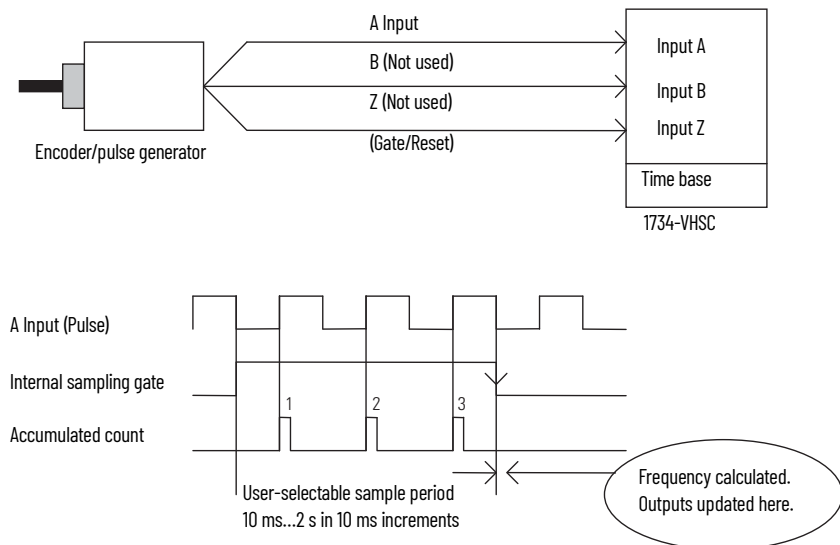 A Input
B (Not used)
Z (Not used)
(Gate/Reset)
Encoder/pulse generator
Input A
Input B
Input Z
Time base
1734-VHSC
A Input (Pulse)
Internal sampling gate
1 2 3
Accumulated count
User-selectable sample period
10 ms...2 s in 10 ms increments
Frequency calculated.
Outputs updated here.